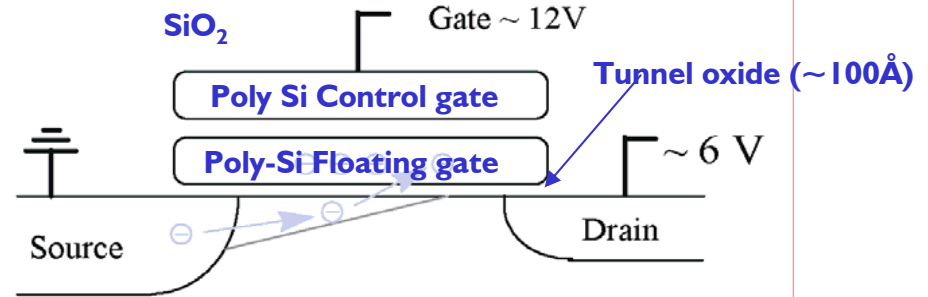 SiO₂
Gate ~ 12V
Poly Si Control gate
Tunnel oxide (~100Å)
Poly-Si Floating gate
~ 6 V
Source
Drain